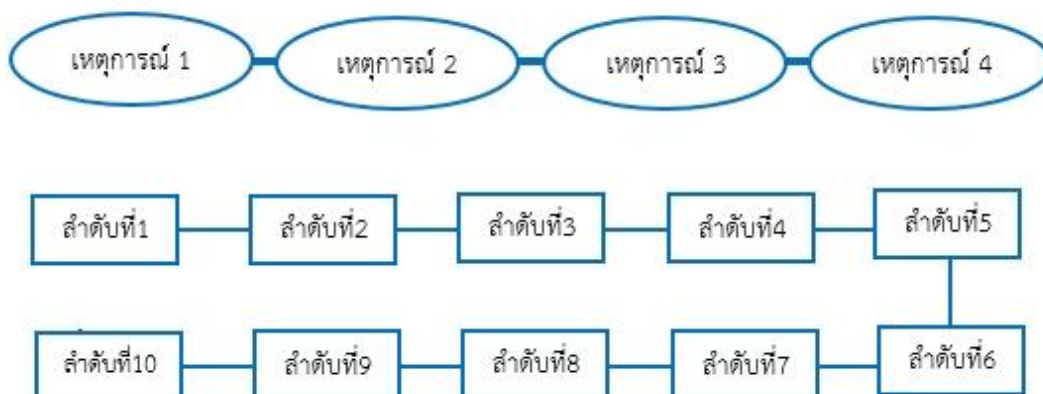 เหตุการณ์ 1 เหตุการณ์ 2 เหตุการณ์ 3 เหตุการณ์ 4
ลำดับที่1 ลำดับที่2 ลำดับที่3 ลำดับที่4 ลำดับที่5
ลำดับที่10 ลำดับที่9 ลำดับที่8 ลำดับที่7 ลำดับที่6